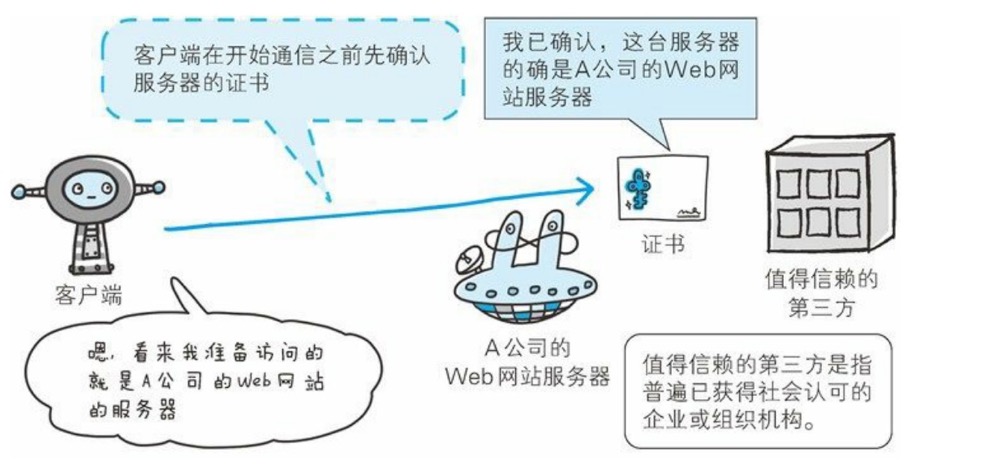 客户端在开始通信之前先确认
服务器的证书
我已确认，这台服务器
的确是A公司的Web网
站服务器
证书
客户端
值得信赖的
第三方
嗯，看来我准备访问的
就是A公司的Web网站
的服务器
A公司的
Web网站服务器
值得信赖的第三方是指
普遍已获得社会认可的
企业或组织机构。